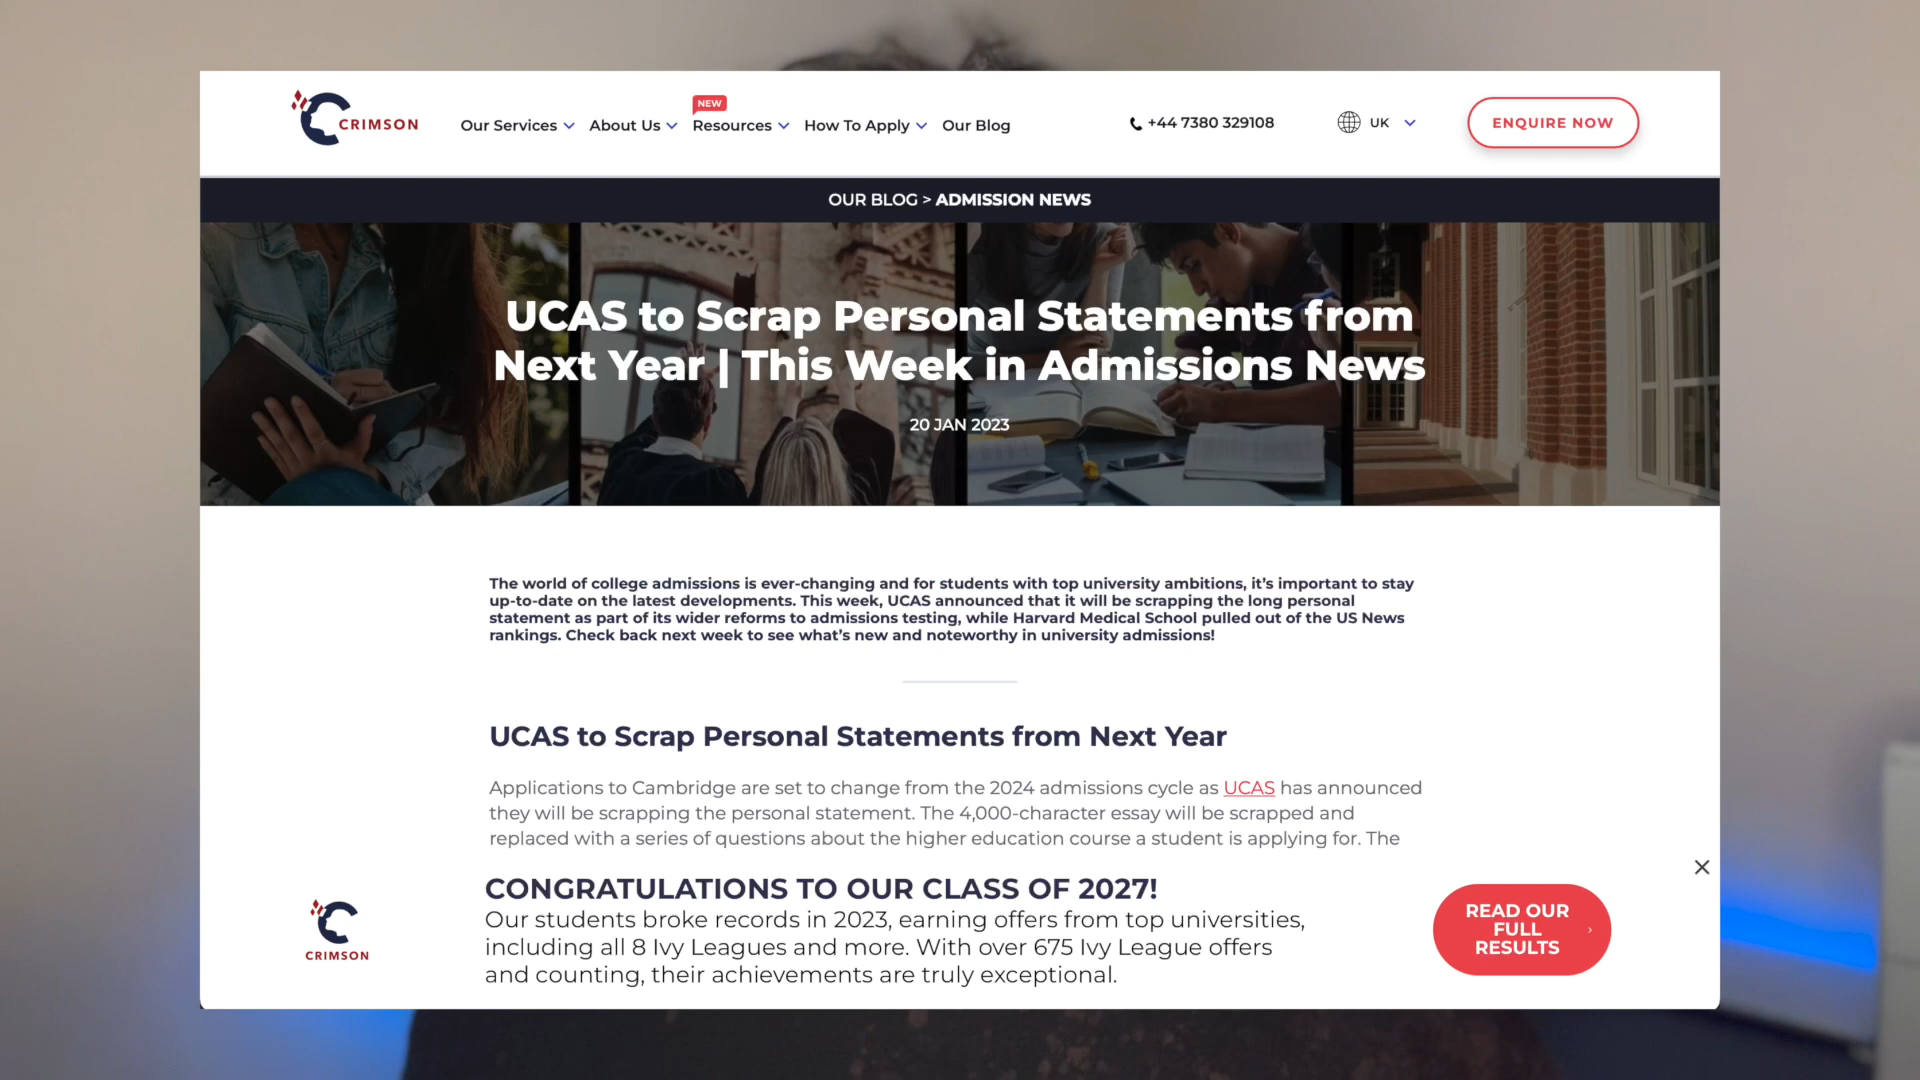 CRIMSON
Our Services
About Us
NEW
Resources
How To Apply
Our Blog
+44 7380 329108
UK
ENQUIRE NOW
OUR BLOG > ADMISSION NEWS
UCAS to Scrap Personal Statements from
Next Year | This Week in Admissions News
20 JAN 2023
The world of college admissions is ever-changing and for students with top university ambitions, it's important to stay
up-to-date on the latest developments. This week, UCAS announced that it will be scrapping the long personal
statement as part of its wider reforms to admissions testing, while Harvard Medical School pulled out of the US News
rankings. Check back next week to see what's new and noteworthy in university admissions!
UCAS to Scrap Personal Statements from Next Year
Applications to Cambridge are set to change from the 2024 admissions cycle as UCAS has announced
they will be scrapping the personal statement. The 4,000-character essay will be scrapped and
replaced with a series of questions about the higher education course a student is applying for. The
CRIMSON
CONGRATULATIONS TO OUR CLASS OF 2027!
Our students broke records in 2023, earning offers from top universities,
including all 8 Ivy Leagues and more. With over 675 Ivy League offers
and counting, their achievements are truly exceptional.
READ OUR
FULL
RESULTS